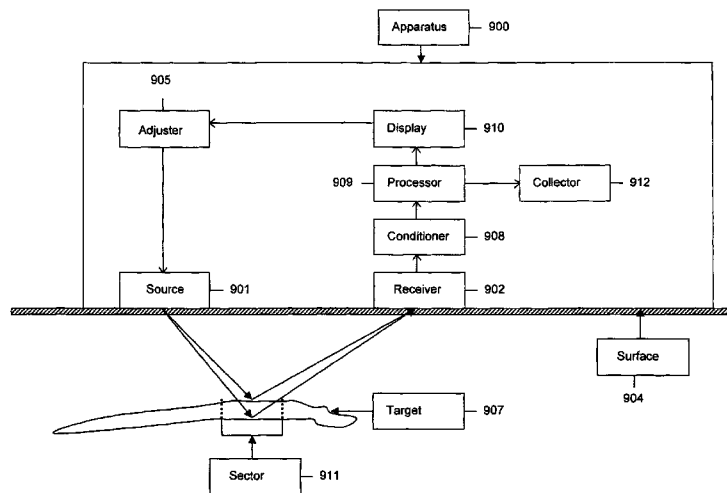 Apparatus 900
905
Adjuster
Display 910
909 Processor
Collector 912
Conditioner 908
Source 901
Receiver 902
Surface
904
Target 907
Sector 911